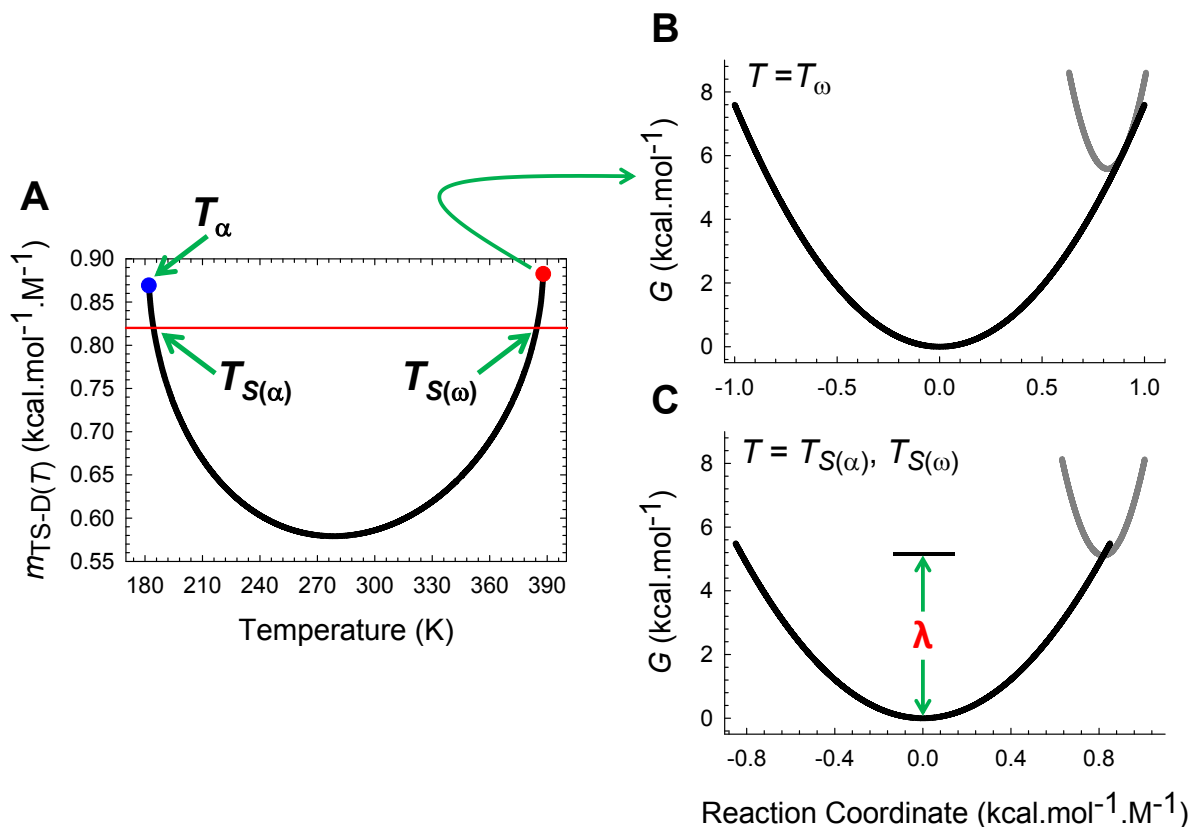 A
Tα
TS(α)
TS(ω)
mTS-D(T) (kcal.mol-1.M-1)
0.90
0.85
0.80
0.75
0.70
0.65
0.60
0.55
180 210 240 270 300 330 360 390
Temperature (K)
B
T = Tω
G (kcal.mol-1)
8
6
4
2
0
-1.0 -0.5 0.0 0.5 1.0
C
T = TS(α), TS(ω)
λ
G (kcal.mol-1)
8
6
4
2
0
-0.8 -0.4 0.0 0.4 0.8
Reaction Coordinate (kcal.mol-1.M-1)